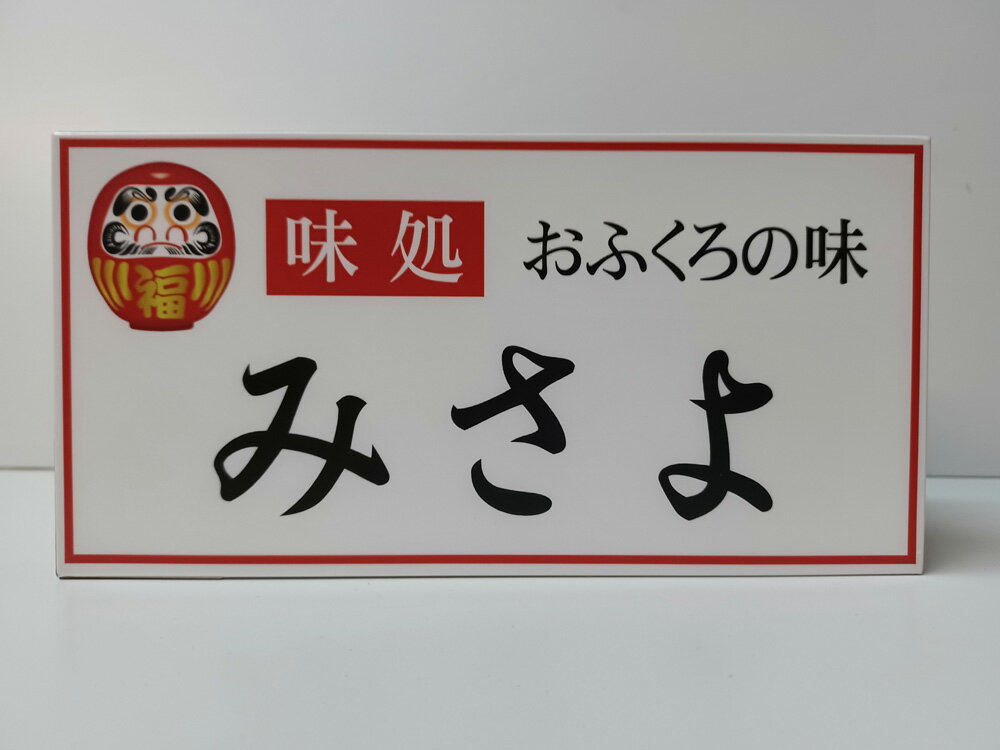 福
味処 おふくろの味
みさよ